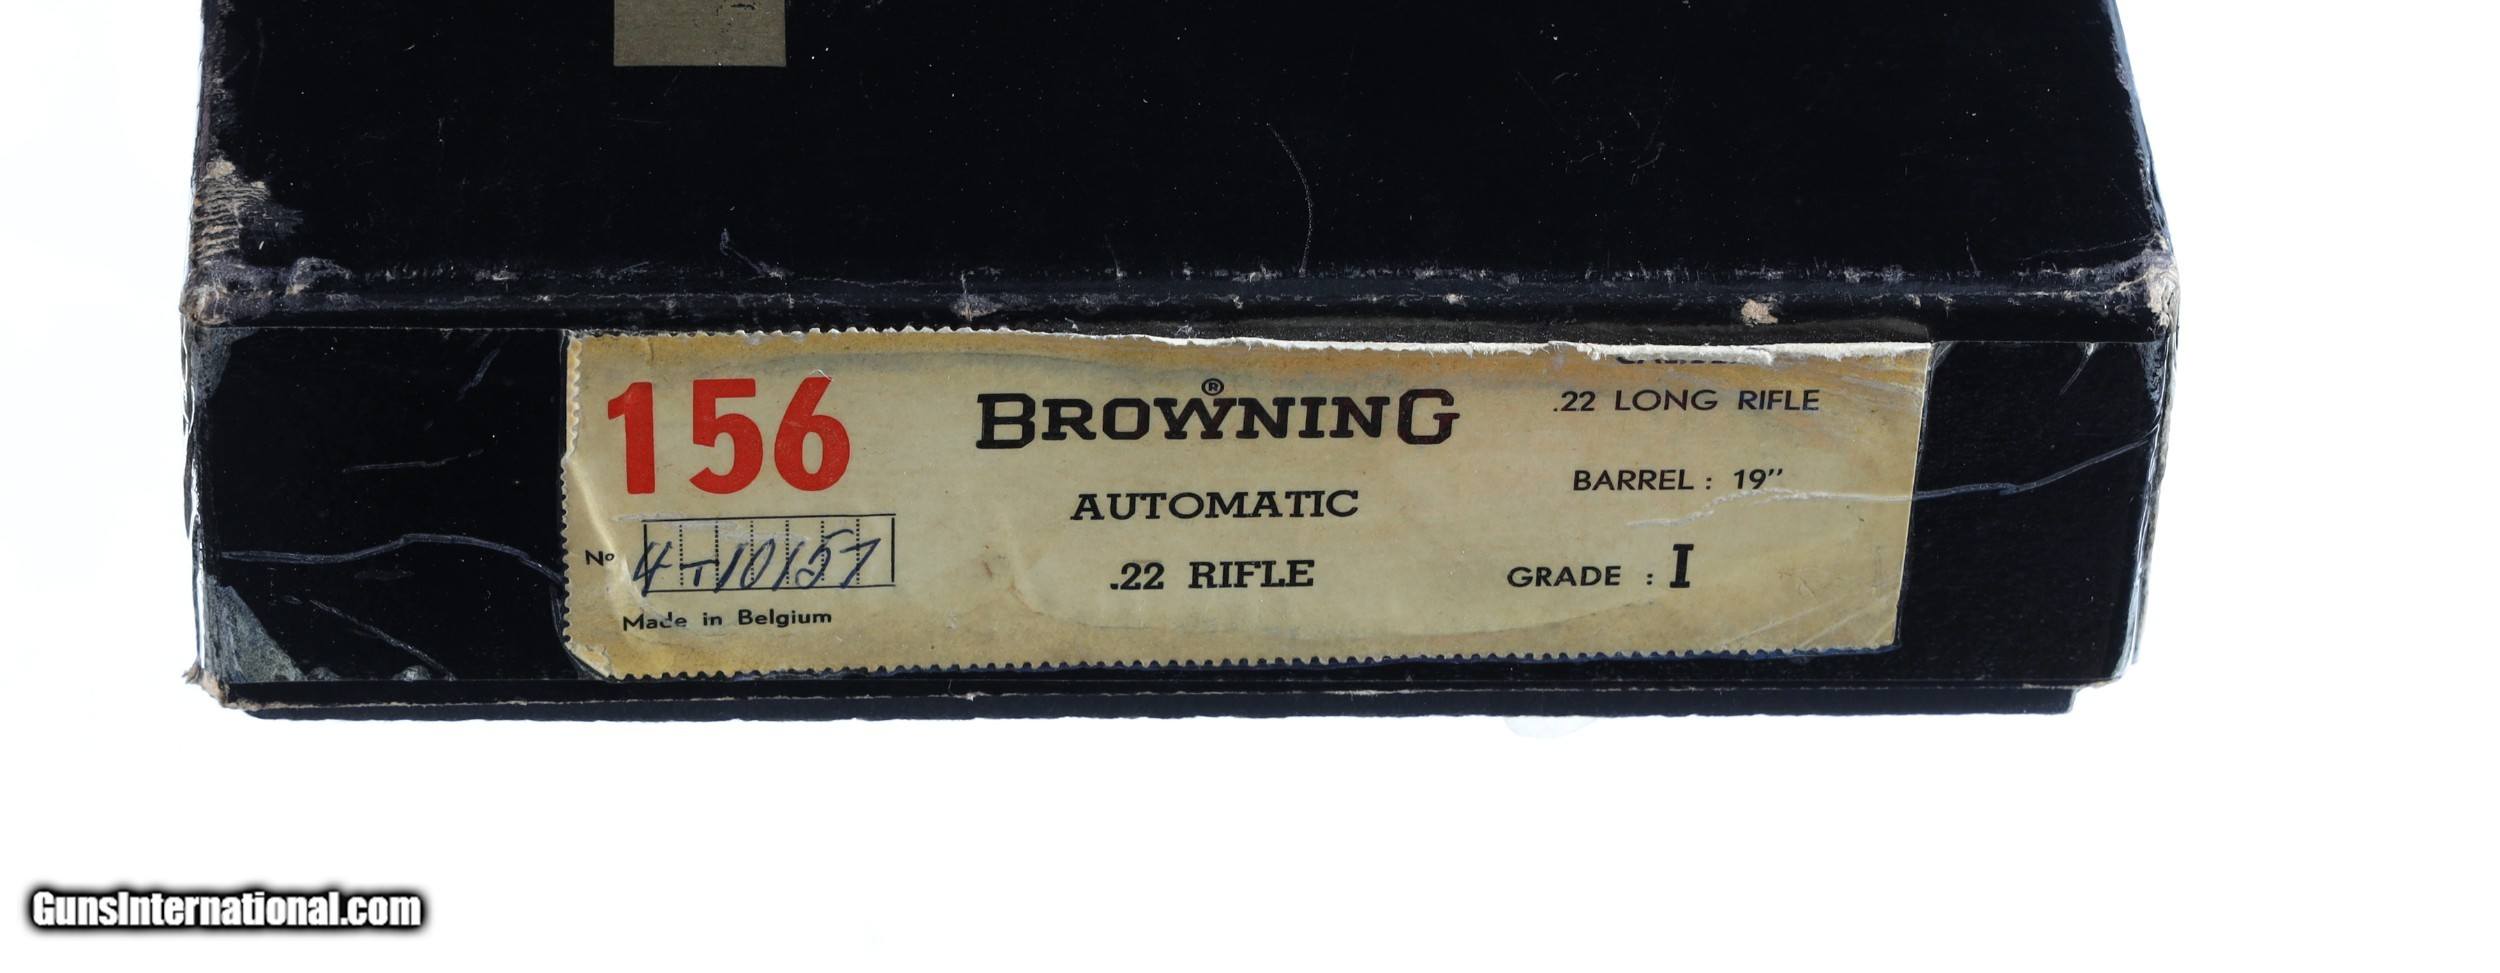 156
BROWNING®
AUTOMATIC
.22 RIFLE
.22 LONG RIFLE
BARREL : 19"
GRADE : I
No 4T10157
Made in Belgium
GunsInternational.com